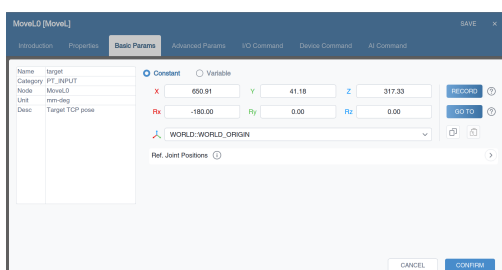 MoveL0 [MoveL] SAVE ×
Introduction Properties Basic Params Advanced Params I/O Command Device Command AI Command
Name target
Category PT_INPUT
Node MoveL0
Unit mm-deg
Desc Target TCP pose
Constant Variable
X 650.91 Y 41.18 Z 317.33 RECORD ?
Rx -180.00 Ry 0.00 Rz 0.00 GO TO ?
WORLD::WORLD_ORIGIN
Ref. Joint Positions i
CANCEL CONFIRM